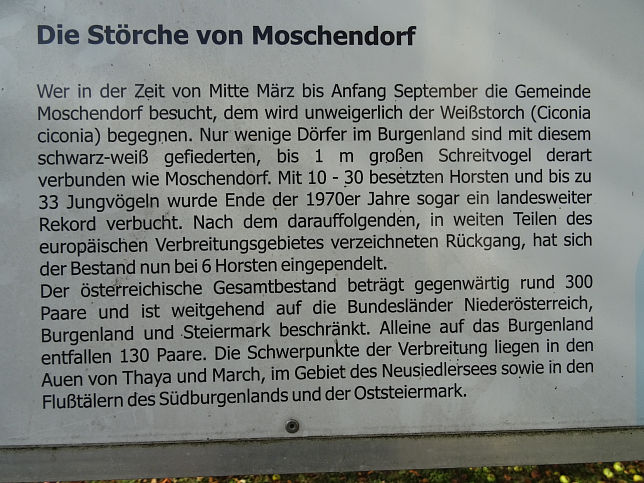 Die Störche von Moschendorf
Wer in der Zeit von Mitte März bis Anfang September die Gemeinde
Moschendorf besucht, dem wird unweigerlich der Weißstorch (Ciconia
ciconia) begegnen. Nur wenige Dörfer im Burgenland sind mit diesem
schwarz-weiß gefiederten, bis 1 m großen Schreitvogel derart
verbunden wie Moschendorf. Mit 10 - 30 besetzten Horsten und bis zu
33 Jungvögeln wurde Ende der 1970er Jahre sogar ein landesweiter
Rekord verbucht. Nach dem darauffolgenden, in weiten Teilen des
europäischen Verbreitungsgebietes verzeichneten Rückgang, hat sich
der Bestand nun bei 6 Horsten eingependelt.
Der österreichische Gesamtbestand beträgt gegenwärtig rund 300
Paare und ist weitgehend auf die Bundesländer Niederösterreich,
Burgenland und Steiermark beschränkt. Alleine auf das Burgenland
entfallen 130 Paare. Die Schwerpunkte der Verbreitung liegen in den
Auen von Thaya und March, im Gebiet des Neusiedlersees sowie in den
Flußtälern des Südburgenlands und der Oststeiermark.